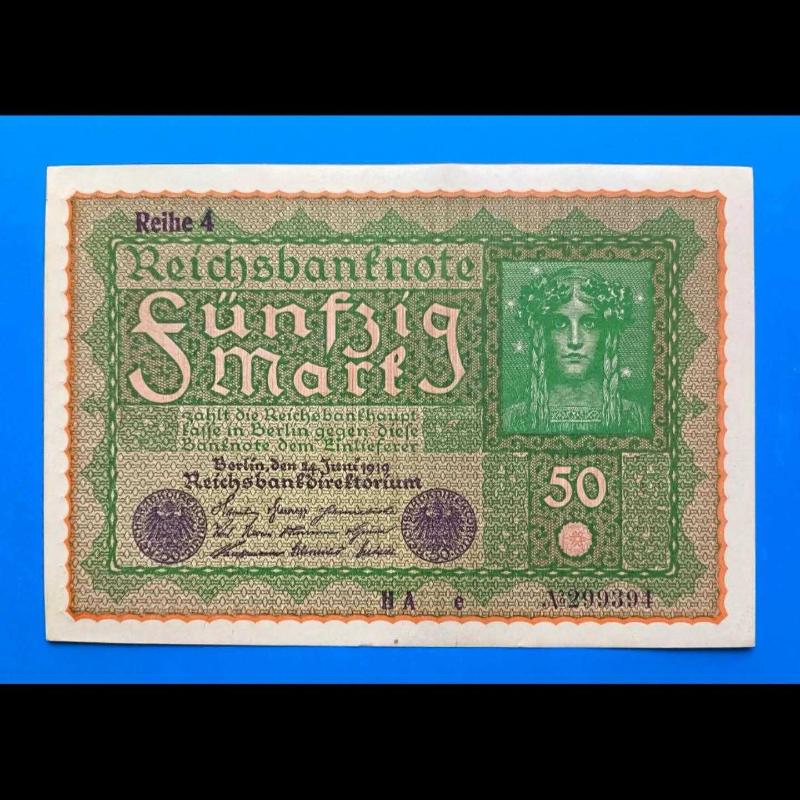 Reihe 4
Reichsbanknote
Fünfzig
Mark
zahlt die Reichsbankhaupt
kasse in Berlin gegen diese
Banknote dem Einlieferer
Berlin, den 24. Juni 1919
Reichsbankdirektorium
50
H A e №299394